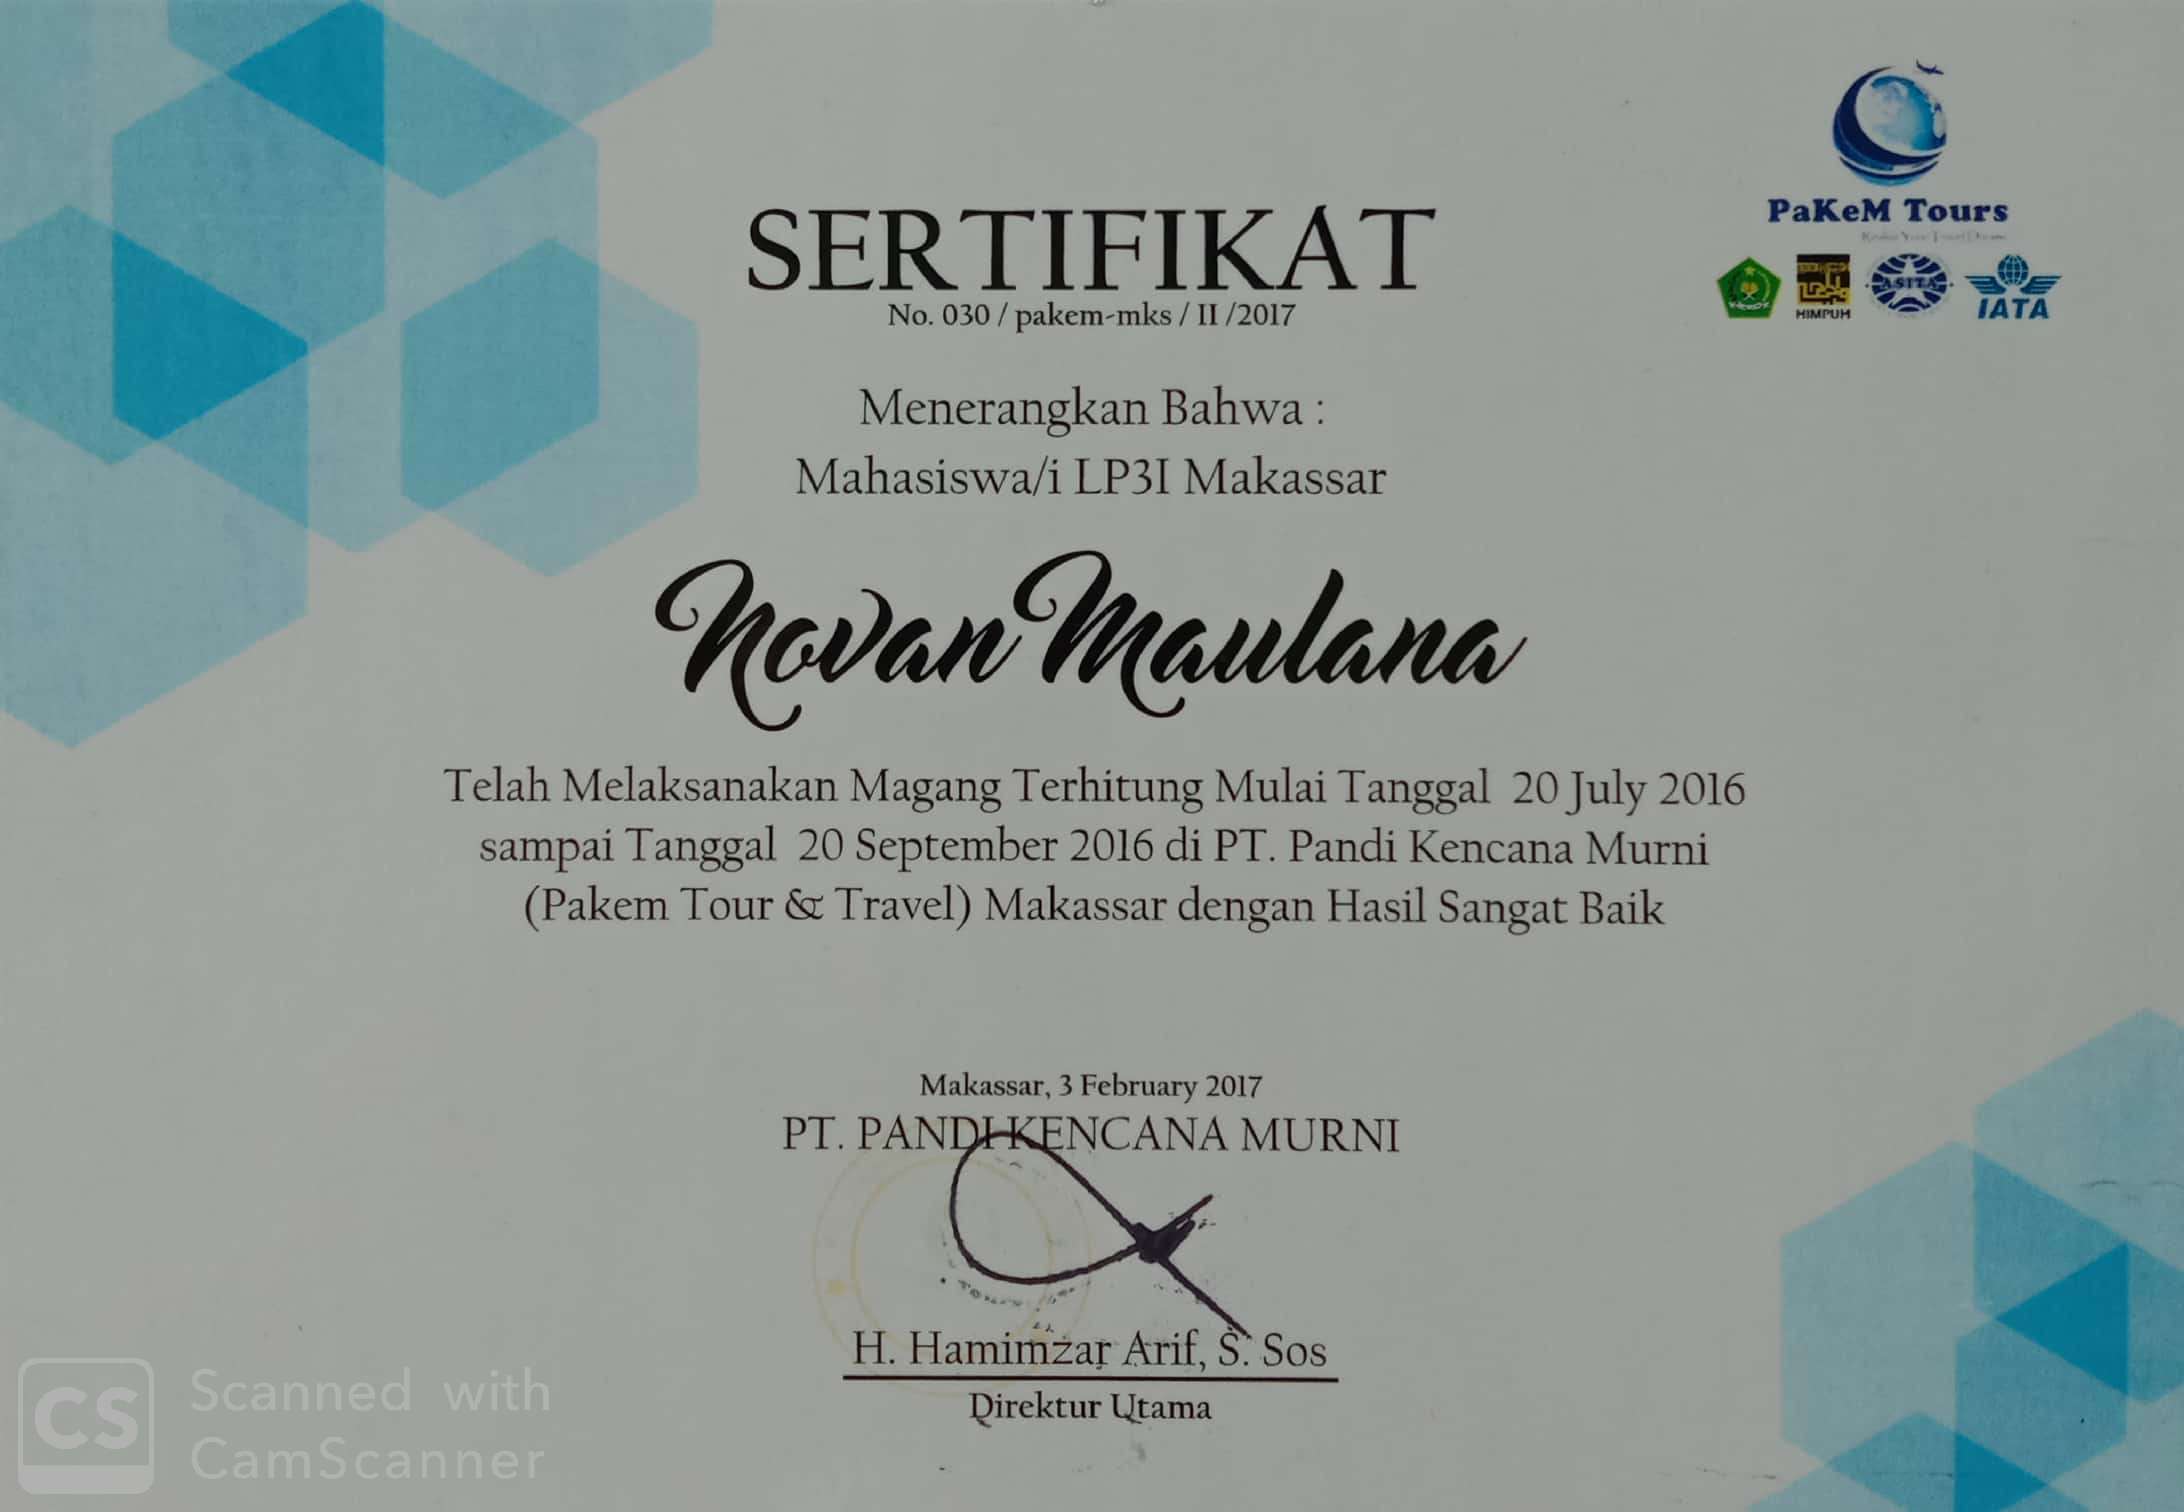 PaKeM Tours
SERTIFIKAT
HIMPUH
ASITA
IATA
No. 030 / pakem-mks / II /2017
Menerangkan Bahwa :
Mahasiswa/i LP3I Makassar
Novan Maulana
Telah Melaksanakan Magang Terhitung Mulai Tanggal 20 July 2016
sampai Tanggal 20 September 2016 di PT. Pandi Kencana Murni
(Pakem Tour & Travel) Makassar dengan Hasil Sangat Baik
Makassar, 3 February 2017
PT. PANDI KENCANA MURNI
H. Hamimzar Arif, S. Sos
Direktur Utama
CS
Scanned with
CamScanner